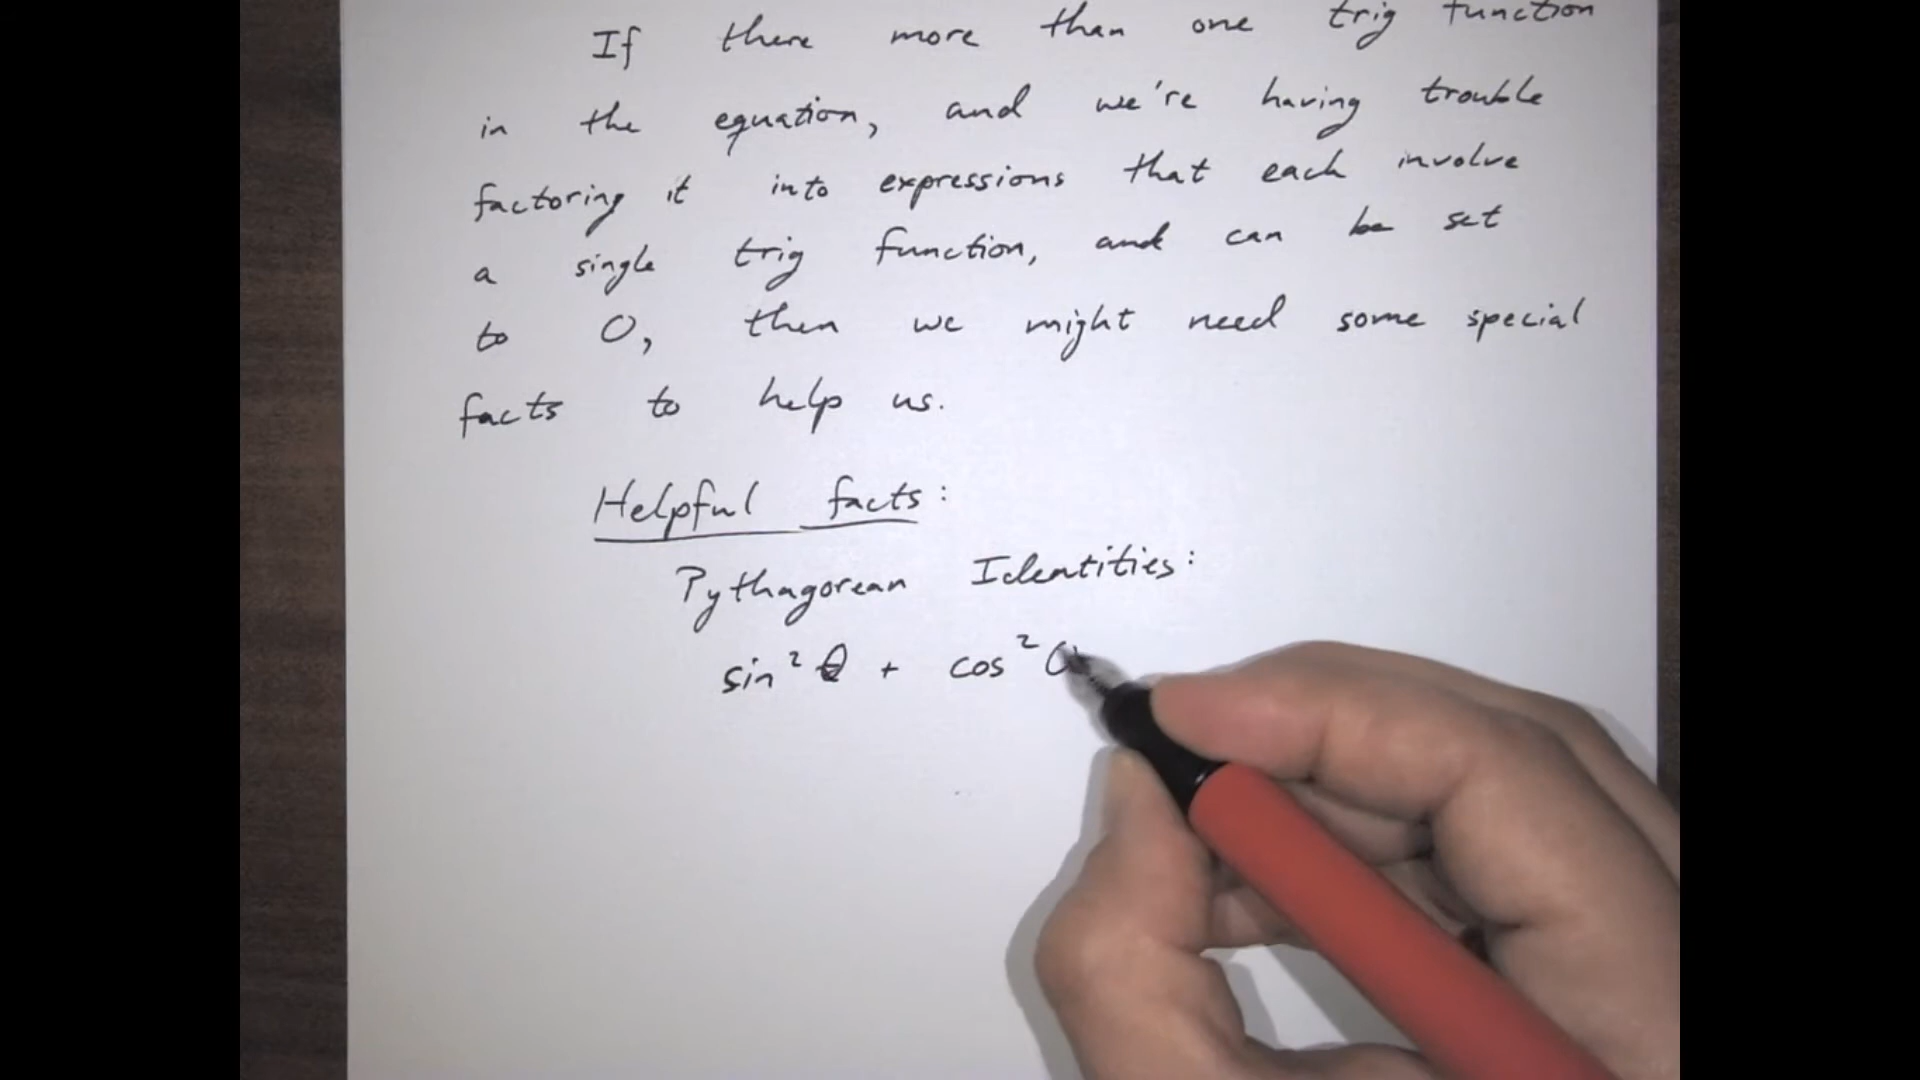 If there more than one trig function
in the equation, and we're having trouble
factoring it into expressions that each involve
a single trig function, and can be set
to 0, then we might need some special
facts to help us.
Helpful facts:
Pythagorean Identities:
sin² θ + cos² θ